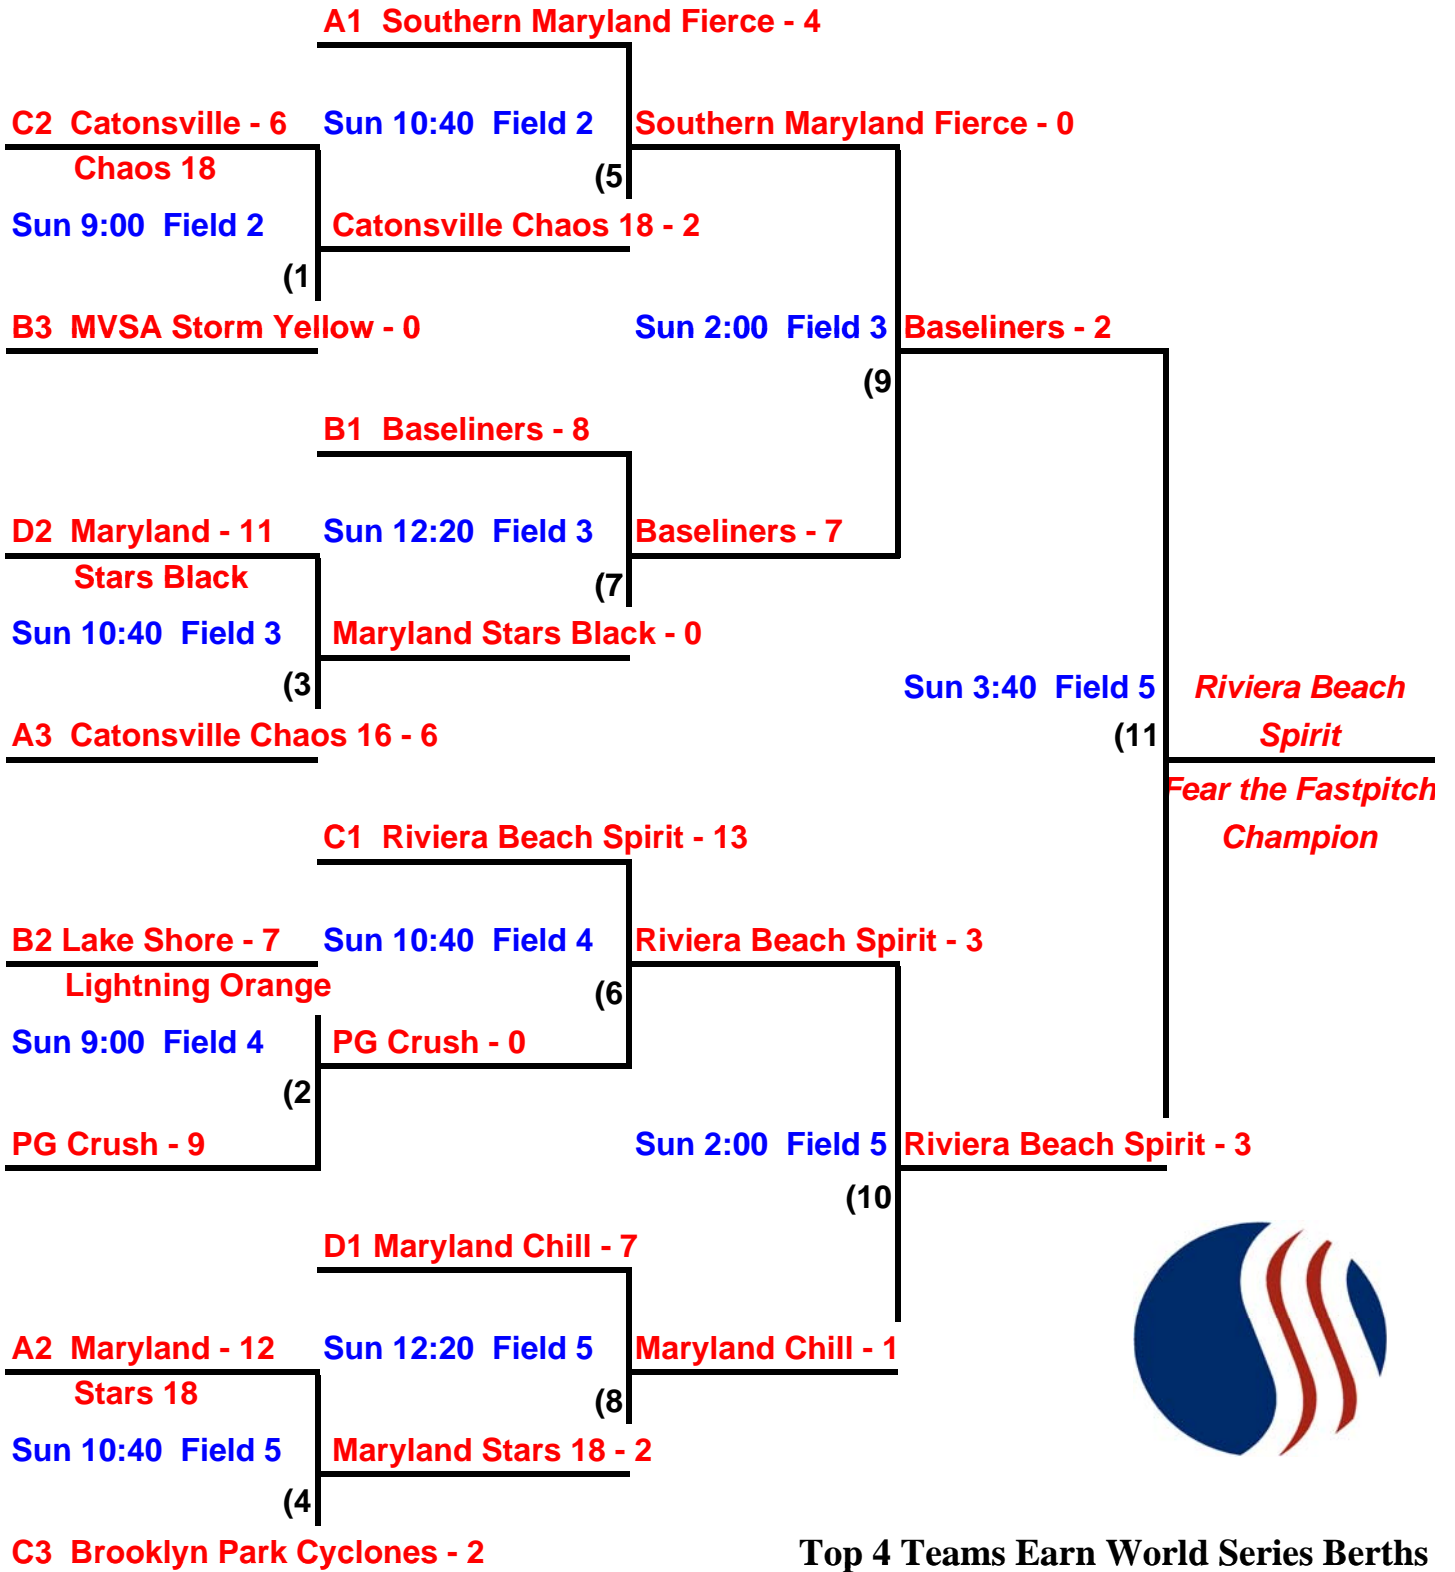 A1  Southern Maryland Fierce - 4
C2  Catonsville - 6
Sun 10:40  Field 2
Southern Maryland Fierce - 0
Chaos 18
(5
Sun 9:00  Field 2
Catonsville Chaos 18 - 2
(1
B3  MVSA Storm Yellow - 0
Sun 2:00  Field 3
Baseliners - 2
(9
B1  Baseliners - 8
D2  Maryland - 11
Sun 12:20  Field 3
Baseliners - 7
Stars Black
(7
Sun 10:40  Field 3
Maryland Stars Black - 0
(3
Sun 3:40  Field 5
Riviera Beach
A3  Catonsville Chaos 16 - 6
(11
Spirit
Fear the Fastpitch
C1  Riviera Beach Spirit - 13
Champion
B2 Lake Shore - 7
Sun 10:40  Field 4
Riviera Beach Spirit - 3
Lightning Orange
(6
Sun 9:00  Field 4
PG Crush - 0
(2
PG Crush - 9
Sun 2:00  Field 5
Riviera Beach Spirit - 3
(10
D1 Maryland Chill - 7
A2  Maryland - 12
Sun 12:20  Field 5
Maryland Chill - 1
Stars 18
(8
Sun 10:40  Field 5
Maryland Stars 18 - 2
(4
C3  Brooklyn Park Cyclones - 2
Top 4 Teams Earn World Series Berths